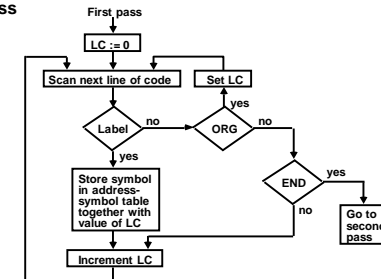 ss
First pass
LC := 0
Scan next line of code
Set LC
yes
Label
no
ORG
no
yes
Store symbol
in address-
symbol table
together with
value of LC
END
yes
no
Go to
second
pass
Increment LC